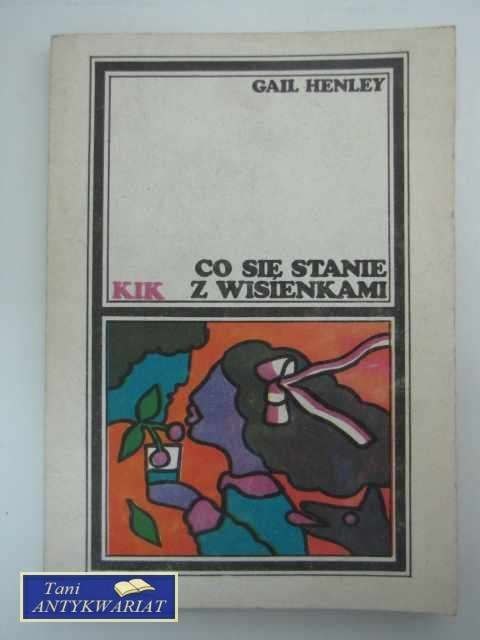 GAIL HENLEY
CO SIĘ STANIE
KIK Z WISIENKAMI
Tani
ANTYKWARIAT